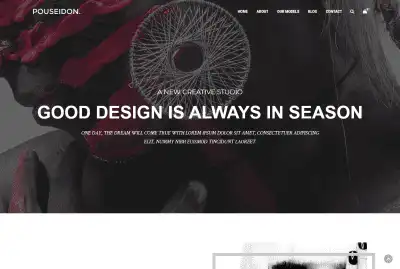 POUSEIDON.
HOME ABOUT OUR MODELS BLOG CONTACT
A NEW CREATIVE STUDIO
GOOD DESIGN IS ALWAYS IN SEASON
ONE DAY, THE DREAM WILL COME TRUE WITH LOREM IPSUM DOLOR SIT AMET, CONSECTETUER ADIPISCING
ELIT, NUMMY NIBH EUISMOD TINCIDUNT LAOREET